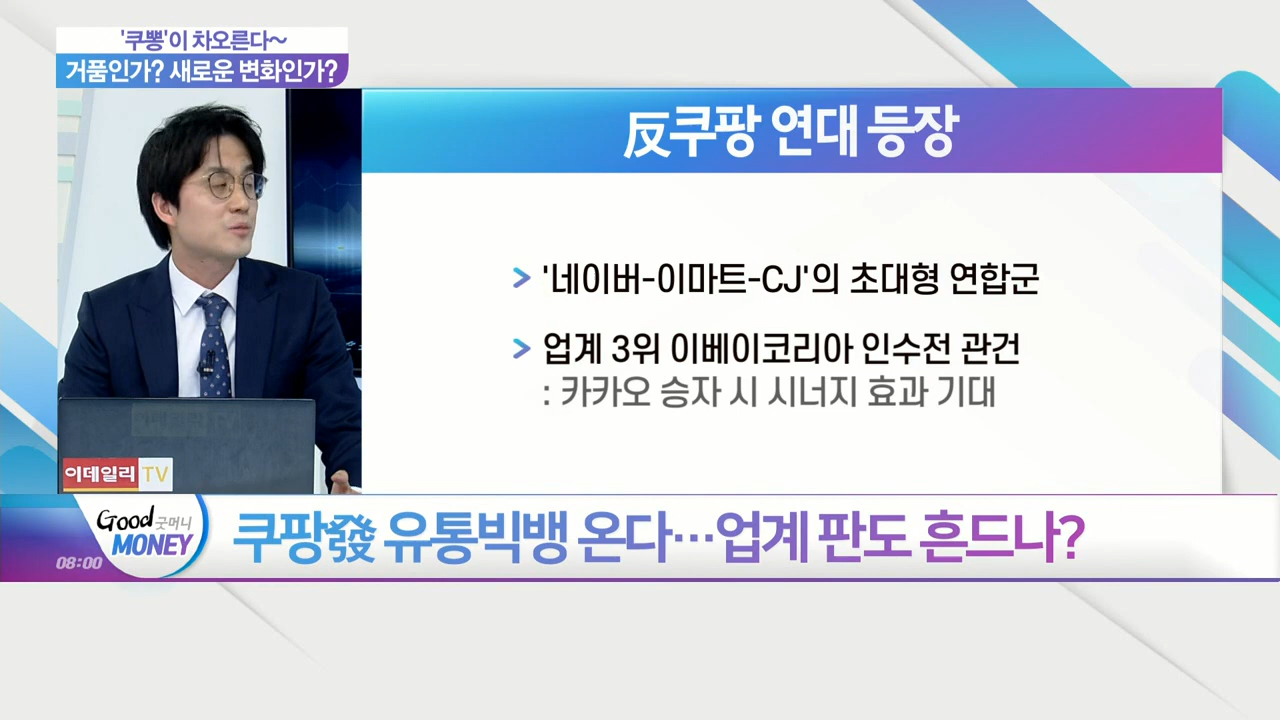 '쿠뽕'이 차오른다~
거품인가? 새로운 변화인가?
反쿠팡 연대 등장
> '네이버-이마트-CJ'의 초대형 연합군
> 업계 3위 이베이코리아 인수전 관건
: 카카오 승자 시 시너지 효과 기대
이데일리 TV
Good 굿머니
MONEY
08:00
쿠팡發 유통빅뱅 온다…업계 판도 흔드나?